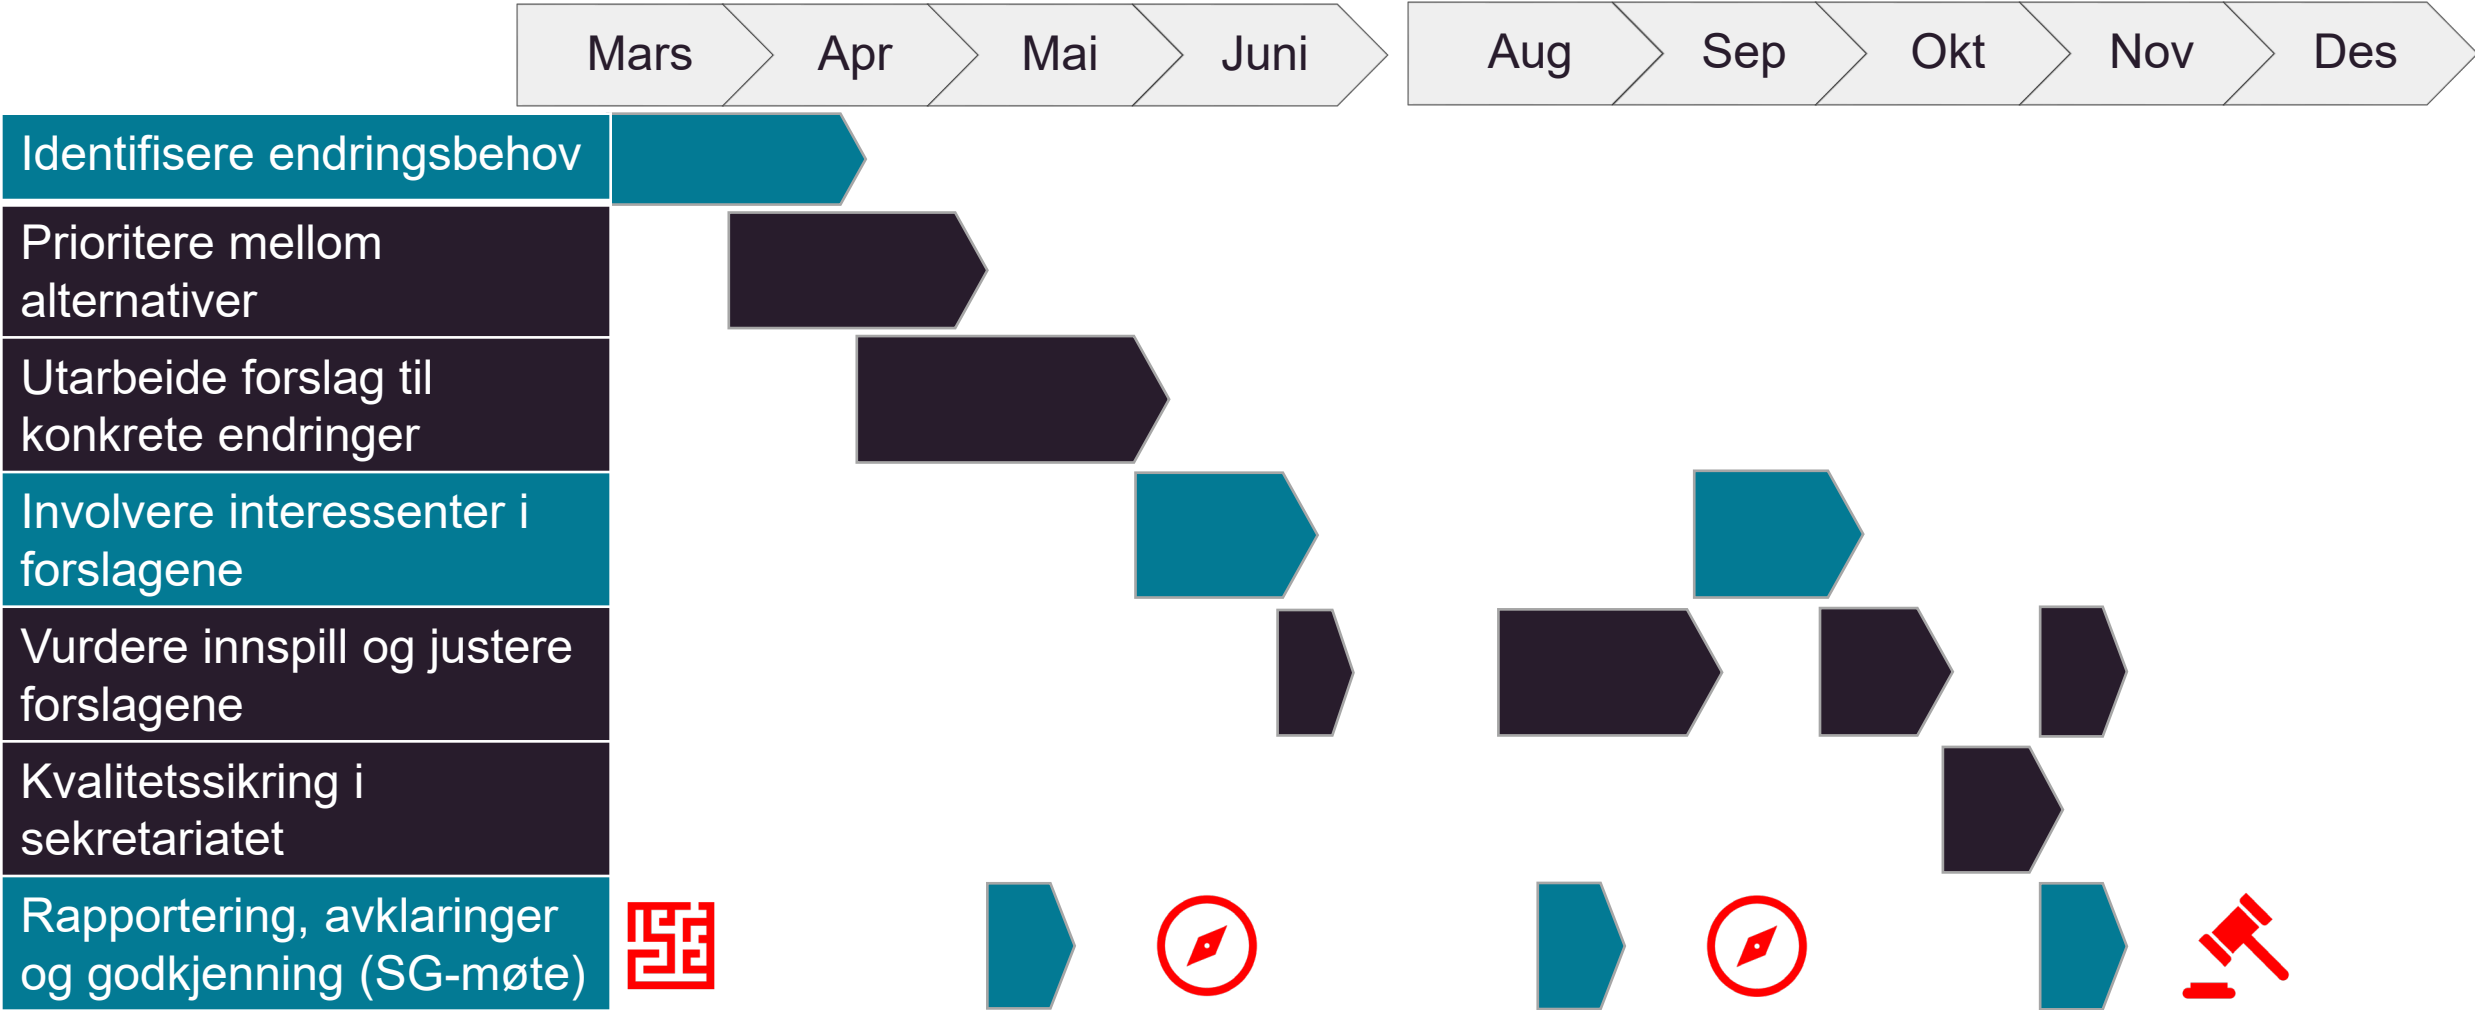 Mars Apr Mai Juni Aug Sep Okt Nov Des
Identifisere endringsbehov
Prioritere mellom
alternativer
Utarbeide forslag til
konkrete endringer
Involvere interessenter i
forslagene
Vurdere innspill og justere
forslagene
Kvalitetssikring i
sekretariatet
Rapportering, avklaringer
og godkjenning (SG-møte)